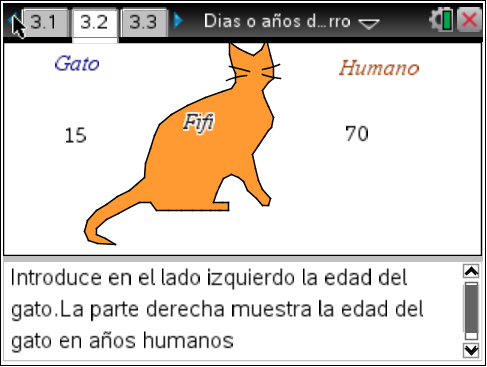 3.1 3.2 3.3 Dias o años d...rro
Gato Humano
Fifi
15 70
Introduce en el lado izquierdo la edad del
gato.La parte derecha muestra la edad del
gato en años humanos